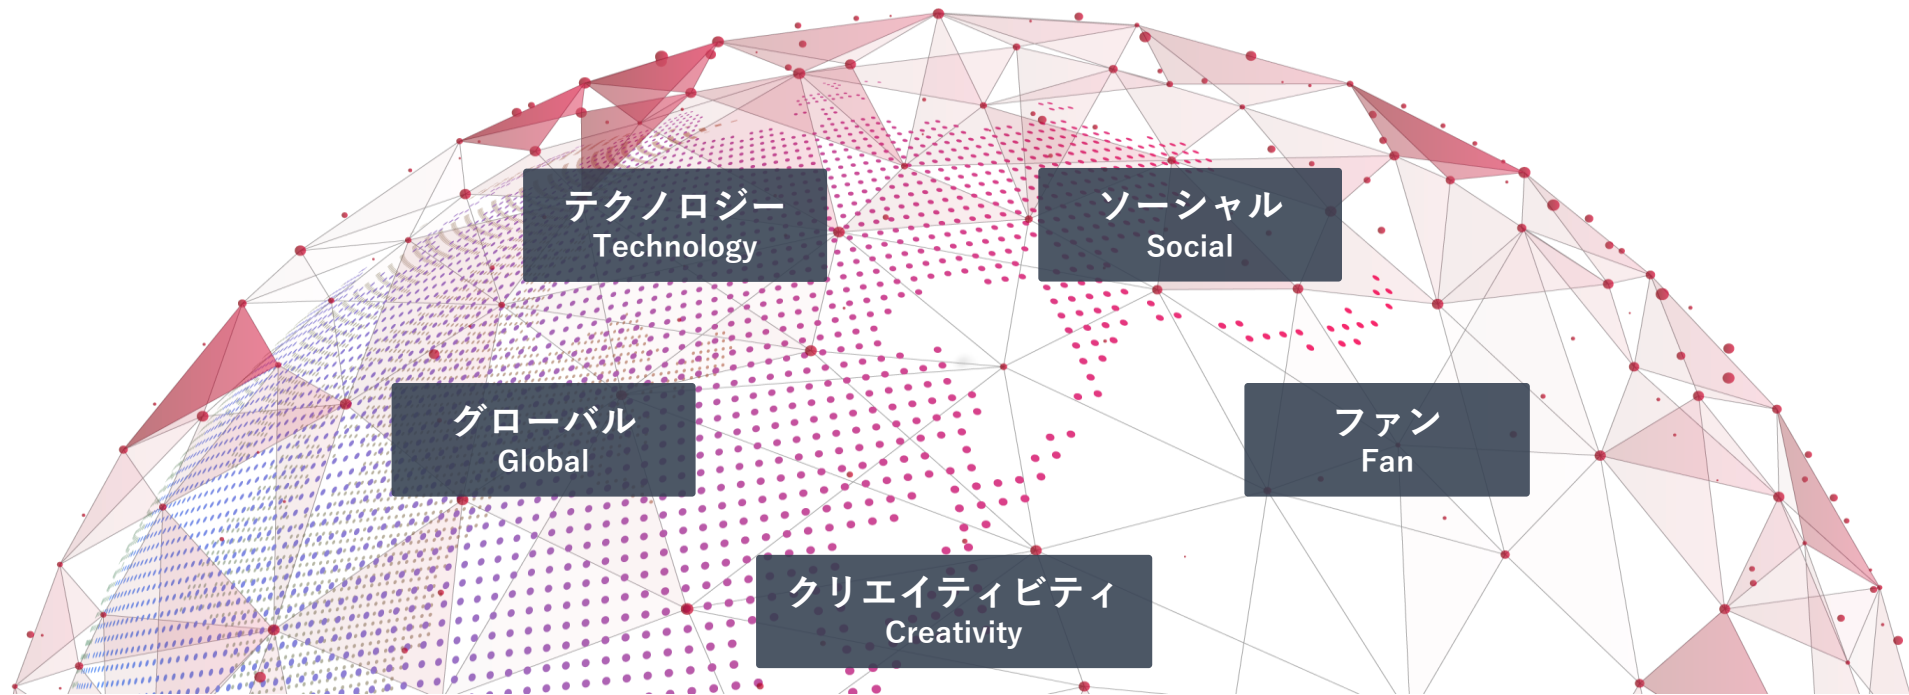 テクノロジー
Technology
ソーシャル
Social
グローバル
Global
ファン
Fan
クリエイティビティ
Creativity